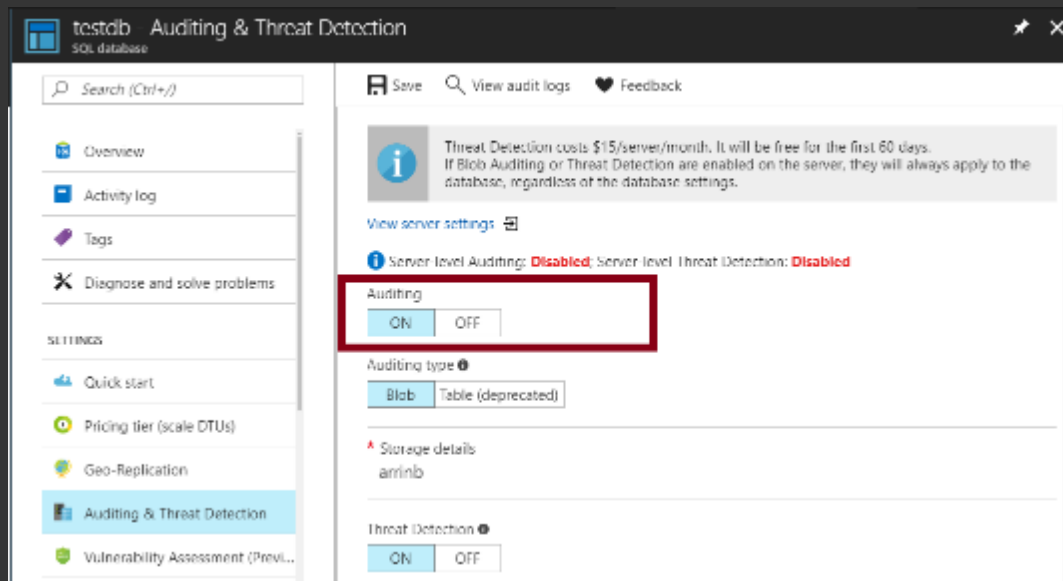 testdb - Auditing & Threat Detection
SQL database
Search (Ctrl+/)
Overview
Activity log
Tags
Diagnose and solve problems
SETTINGS
Quick start
Pricing tier (scale DTUs)
Geo-Replication
Auditing & Threat Detection
Vulnerability Assessment (Previ...
Save View audit logs Feedback
Threat Detection costs $15/server/month. It will be free for the first 60 days.
If Blob Auditing or Threat Detection are enabled on the server, they will always apply to the
database, regardless of the database settings.
View server settings
Server-level Auditing: Disabled; Server-level Threat Detection: Disabled
Auditing
ON OFF
Auditing type
Blob Table (deprecated)
* Storage details
arrinb
Threat Detection
ON OFF